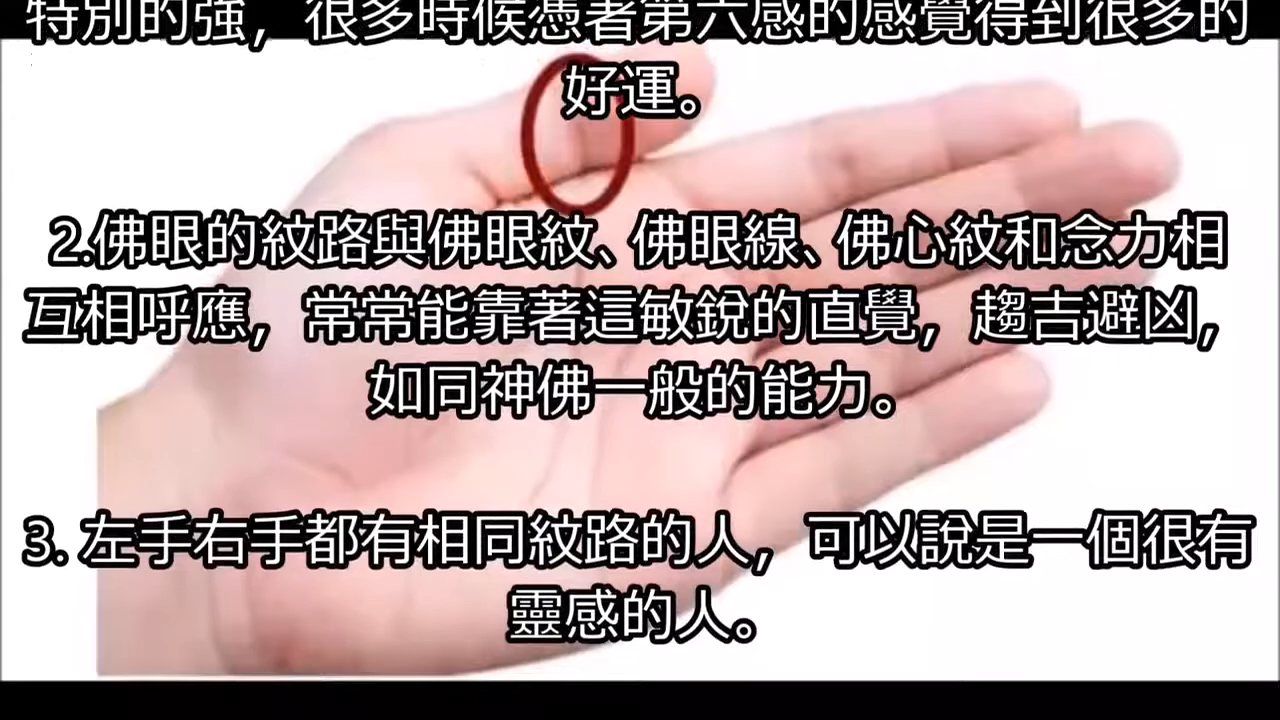 特別的強，很多時候憑著第六感的感覺得到很多的
好運。
2.佛眼的紋路與佛眼紋、佛眼線、佛心紋和念力相
互相呼應，常常能靠著這敏銳的直覺，趨吉避凶，
如同神佛一般的能力。
3. 左手右手都有相同紋路的人，可以說是一個很有
靈感的人。